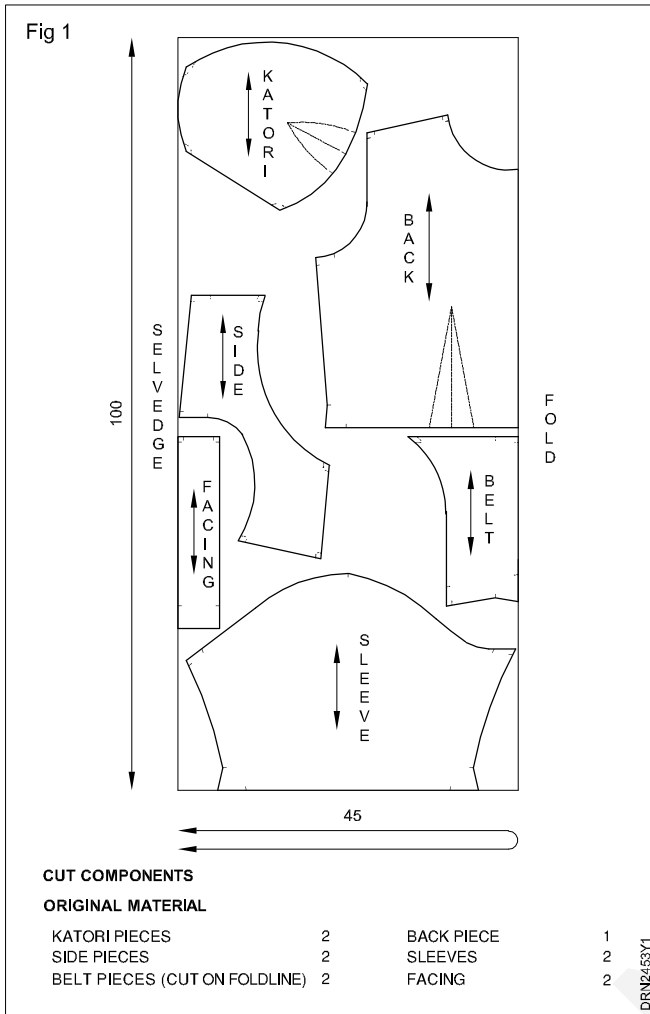 Fig 1
KATORI
BACK
SIDE
SELVEDGE
100
FOLD
FACING
BELT
SLEEVE
45
CUT COMPONENTS
ORIGINAL MATERIAL
KATORI PIECES 2 BACK PIECE 1
SIDE PIECES 2 SLEEVES 2
BELT PIECES (CUT ON FOLDLINE) 2 FACING 2
DRN2453Y1